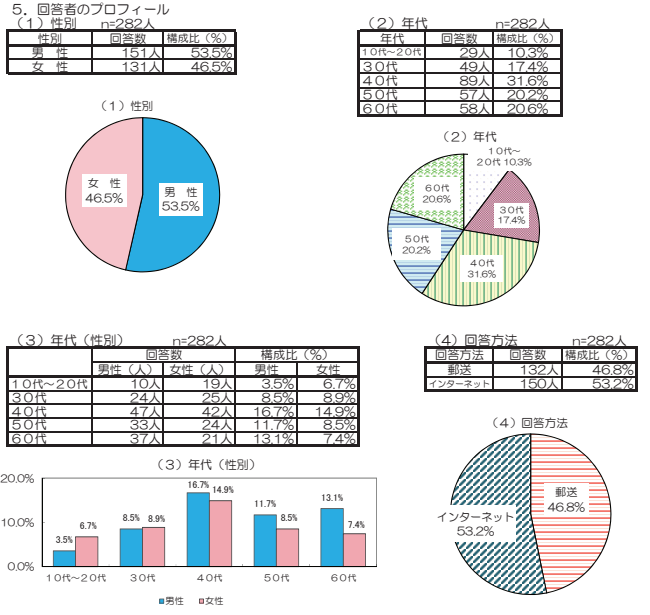 ５．回答者のプロフィール
（１）性別　n=282人
性別 回答数 構成比（％）
男　性 151人 53.5%
女　性 131人 46.5%
（２）年代　n=282人
年代 回答数 構成比（％）
１０代～２０代 29人 10.3%
３０代 49人 17.4%
４０代 89人 31.6%
５０代 57人 20.2%
６０代 58人 20.6%
（１）性別
女　性
46.5%
男　性
53.5%
（２）年代
１０代～
２０代 10.3%
３０代
17.4%
４０代
31.6%
５０代
20.2%
６０代
20.6%
（３）年代（性別）　n=282人
回答数 構成比（％）
男性（人） 女性（人） 男性 女性
１０代～２０代 10人 19人 3.5% 6.7%
３０代 24人 25人 8.5% 8.9%
４０代 47人 42人 16.7% 14.9%
５０代 33人 24人 11.7% 8.5%
６０代 37人 21人 13.1% 7.4%
（４）回答方法　n=282人
回答方法 回答数 構成比（％）
郵送 132人 46.8%
インターネット 150人 53.2%
（３）年代（性別）
20.0%
10.0%
0.0%
3.5% 6.7% 8.5% 8.9% 16.7% 14.9% 11.7% 8.5% 13.1% 7.4%
１０代～２０代 ３０代 ４０代 ５０代 ６０代
男性 女性
（４）回答方法
郵送
46.8%
インターネット
53.2%